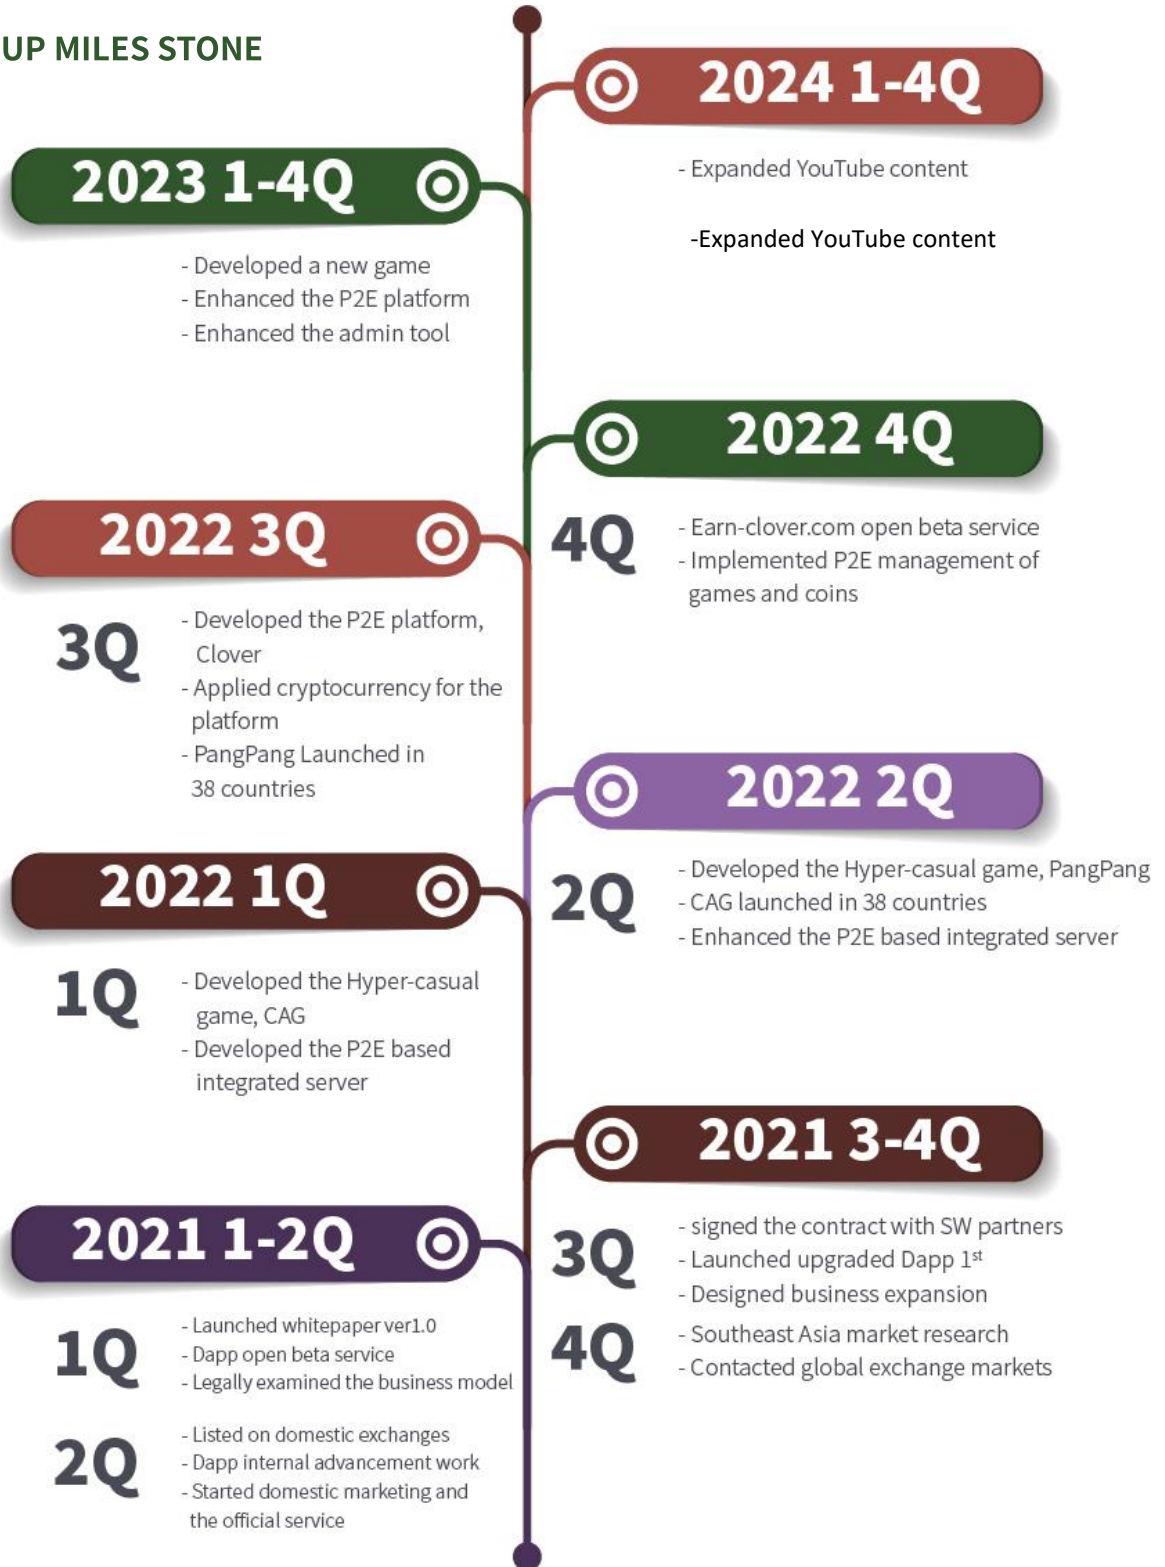 UP MILES STONE
2024 1-4Q
- Expanded YouTube content
-Expanded YouTube content
2023 1-4Q
- Developed a new game
- Enhanced the P2E platform
- Enhanced the admin tool
2022 4Q
4Q
- Earn-clover.com open beta service
- Implemented P2E management of
games and coins
2022 3Q
3Q
- Developed the P2E platform,
Clover
- Applied cryptocurrency for the
platform
- PangPang Launched in
38 countries
2022 2Q
2Q
- Developed the Hyper-casual game, PangPang
- CAG launched in 38 countries
- Enhanced the P2E based integrated server
2022 1Q
1Q
- Developed the Hyper-casual
game, CAG
- Developed the P2E based
integrated server
2021 3-4Q
3Q
- signed the contract with SW partners
- Launched upgraded Dapp 1st
- Designed business expansion
4Q
- Southeast Asia market research
- Contacted global exchange markets
2021 1-2Q
1Q
- Launched whitepaper ver1.0
- Dapp open beta service
- Legally examined the business model
2Q
- Listed on domestic exchanges
- Dapp internal advancement work
- Started domestic marketing and
the official service